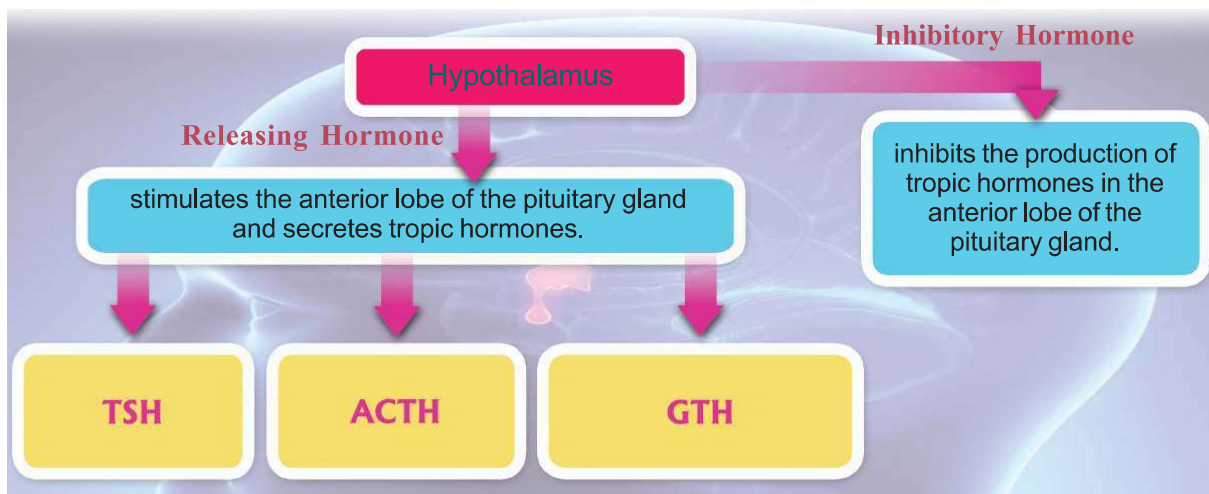 Inhibitory Hormone
Hypothalamus
Releasing Hormone
inhibits the production of
tropic hormones in the
anterior lobe of the
pituitary gland.
stimulates the anterior lobe of the pituitary gland
and secretes tropic hormones.
TSH
ACTH
GTH